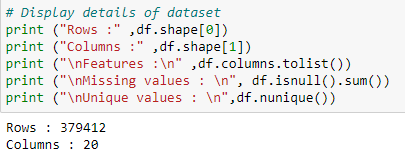 # Display details of dataset
print ("Rows :" ,df.shape[0])
print ("Columns :" ,df.shape[1])
print ("\nFeatures :\n" ,df.columns.tolist())
print ("\nMissing values : \n", df.isnull().sum())
print ("\nUnique values : \n",df.nunique())
Rows : 379412
Columns : 20